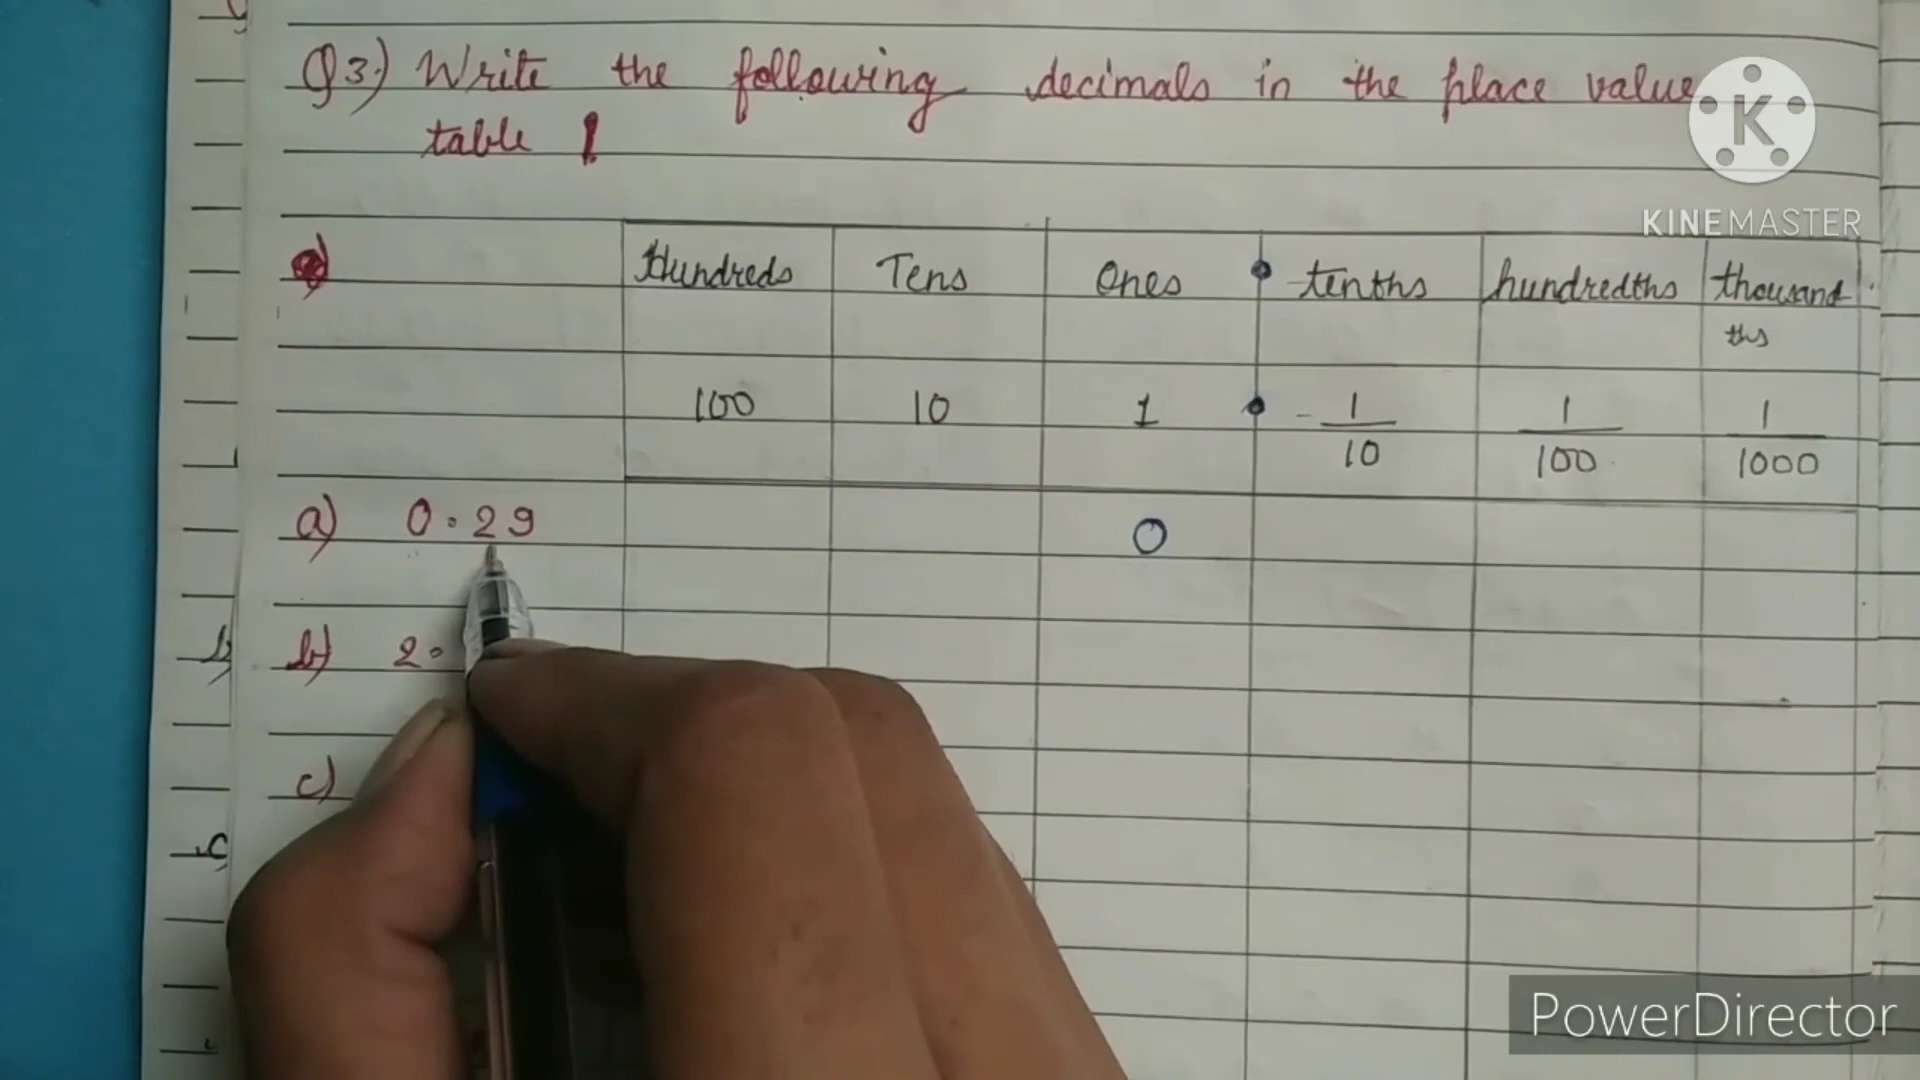 Q3.) Write the following decimals in the place value
table
K
KINEMASTER
Hundreds Tens Ones • tenths hundredths thousand
ths
100 10 1 • 1/10 1/100 1/1000
a) 0.29 0
b) 2.
c)
PowerDirector